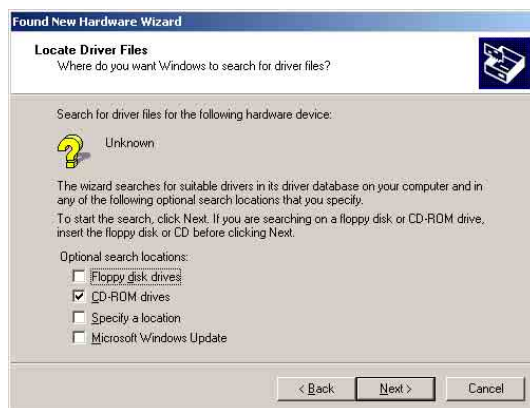 Found New Hardware Wizard
Locate Driver Files
Where do you want Windows to search for driver files?
Search for driver files for the following hardware device:
Unknown
The wizard searches for suitable drivers in its driver database on your computer and in
any of the following optional search locations that you specify.
To start the search, click Next. If you are searching on a floppy disk or CD-ROM drive,
insert the floppy disk or CD before clicking Next.
Optional search locations:
Floppy disk drives
CD-ROM drives
Specify a location
Microsoft Windows Update
< Back
Next >
Cancel